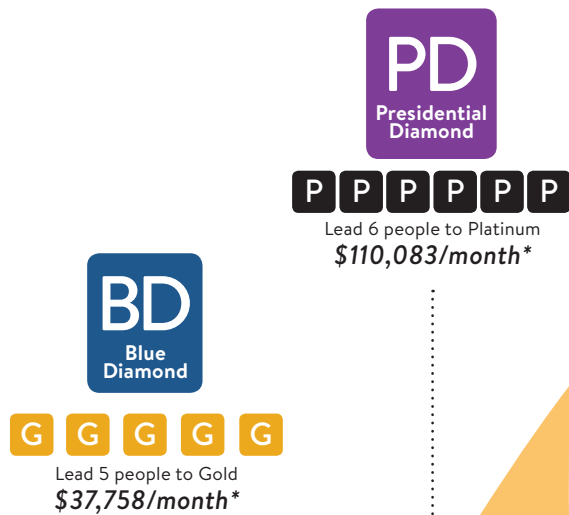 PD
Presidential
Diamond
P P P P P P
Lead 6 people to Platinum
$110,083/month*
BD
Blue
Diamond
G G G G G
Lead 5 people to Gold
$37,758/month*